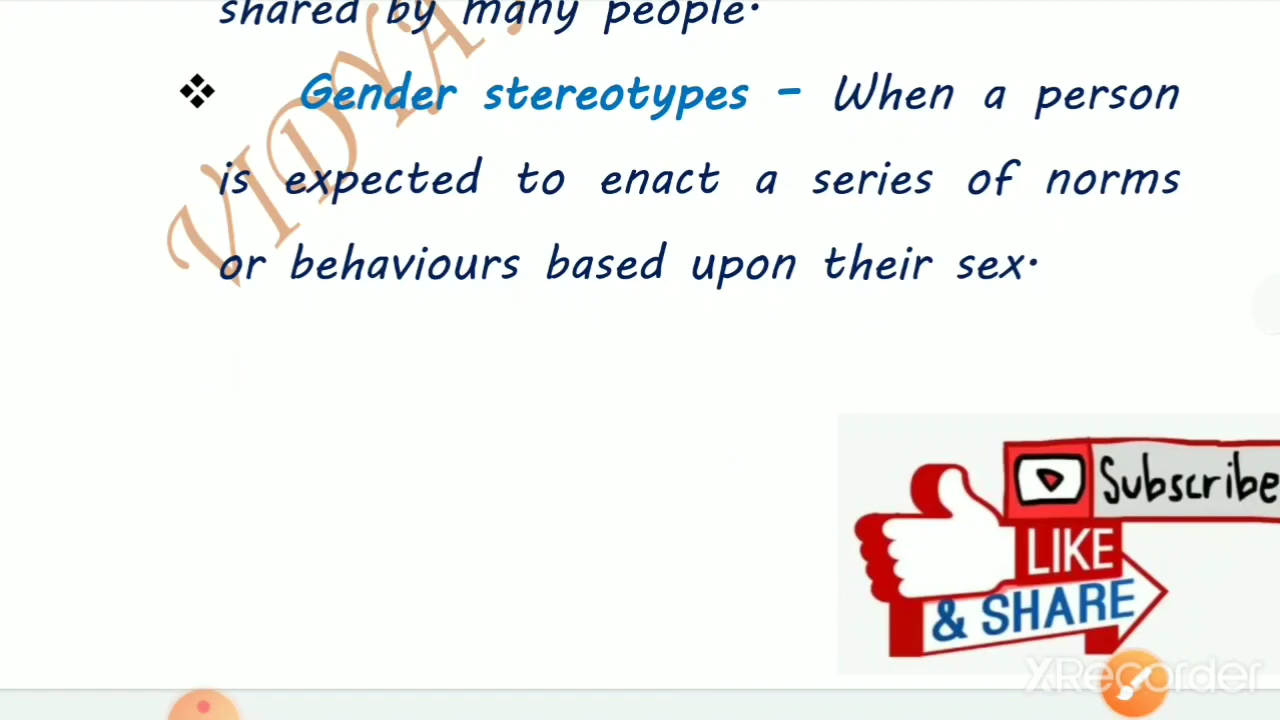 shared by many people.
❖ Gender stereotypes - When a person
is expected to enact a series of norms
or behaviours based upon their sex.
VIDYA
Subscribe
LIKE
& SHARE
XRecorder